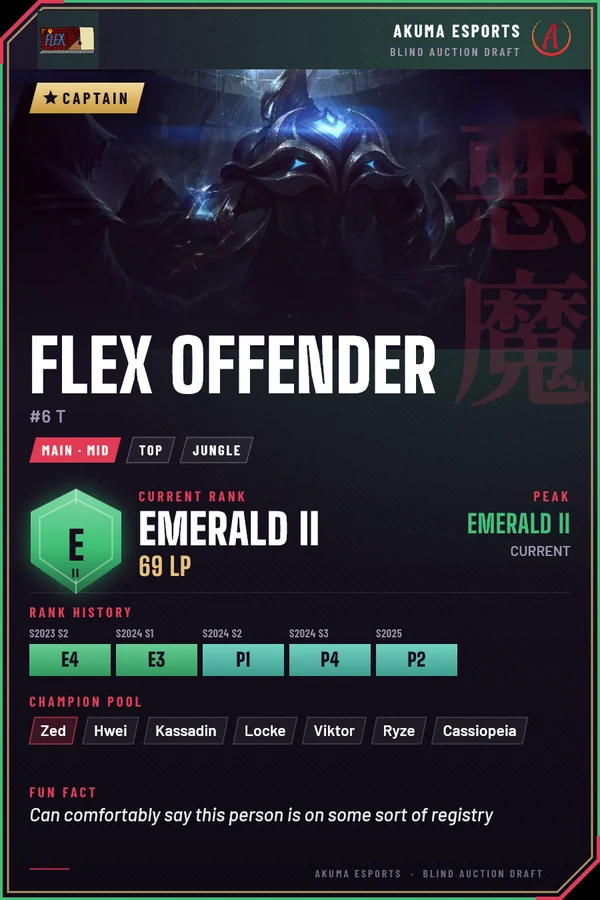 FLEX
AKUMA ESPORTS
BLIND AUCTION DRAFT
A
★ CAPTAIN
悪
魔
FLEX OFFENDER
#6 T
MAIN · MID TOP JUNGLE
E
II
CURRENT RANK
EMERALD II
69 LP
PEAK
EMERALD II
CURRENT
RANK HISTORY
S2023 S2 S2024 S1 S2024 S2 S2024 S3 S2025
E4 E3 P1 P4 P2
CHAMPION POOL
Zed Hwei Kassadin Locke Viktor Ryze Cassiopeia
FUN FACT
Can comfortably say this person is on some sort of registry
AKUMA ESPORTS · BLIND AUCTION DRAFT